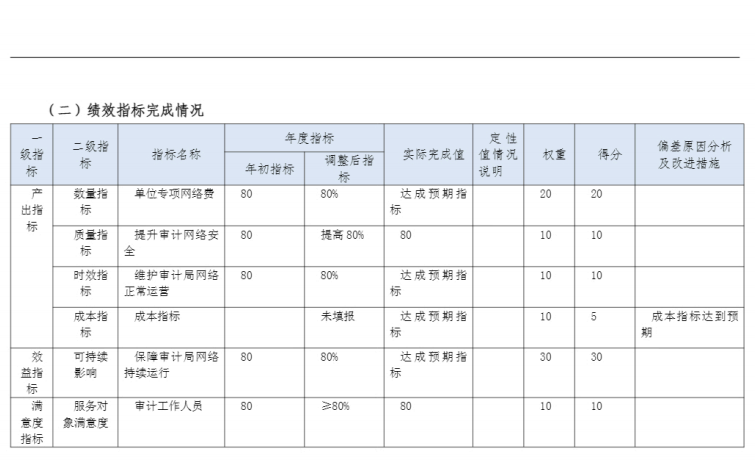 （二）绩效指标完成情况
一级指标 二级指标 指标名称 年度指标 实际完成值 定性值情况说明 权重 得分 偏差原因分析及改进措施
年初指标 调整后指标
产出指标 数量指标 单位专项网络费 80 80% 达成预期指标 20 20
质量指标 提升审计网络安全 80 提高80% 80 10 10
时效指标 维护审计局网络正常运营 80 80% 达成预期指标 10 10
成本指标 成本指标 未填报 达成预期指标 10 5 成本指标达到预期
效益指标 可持续影响 保障审计局网络持续运行 80 80% 达成预期指标 30 30
满意度指标 服务对象满意度 审计工作人员 80 ≥80% 80 10 10